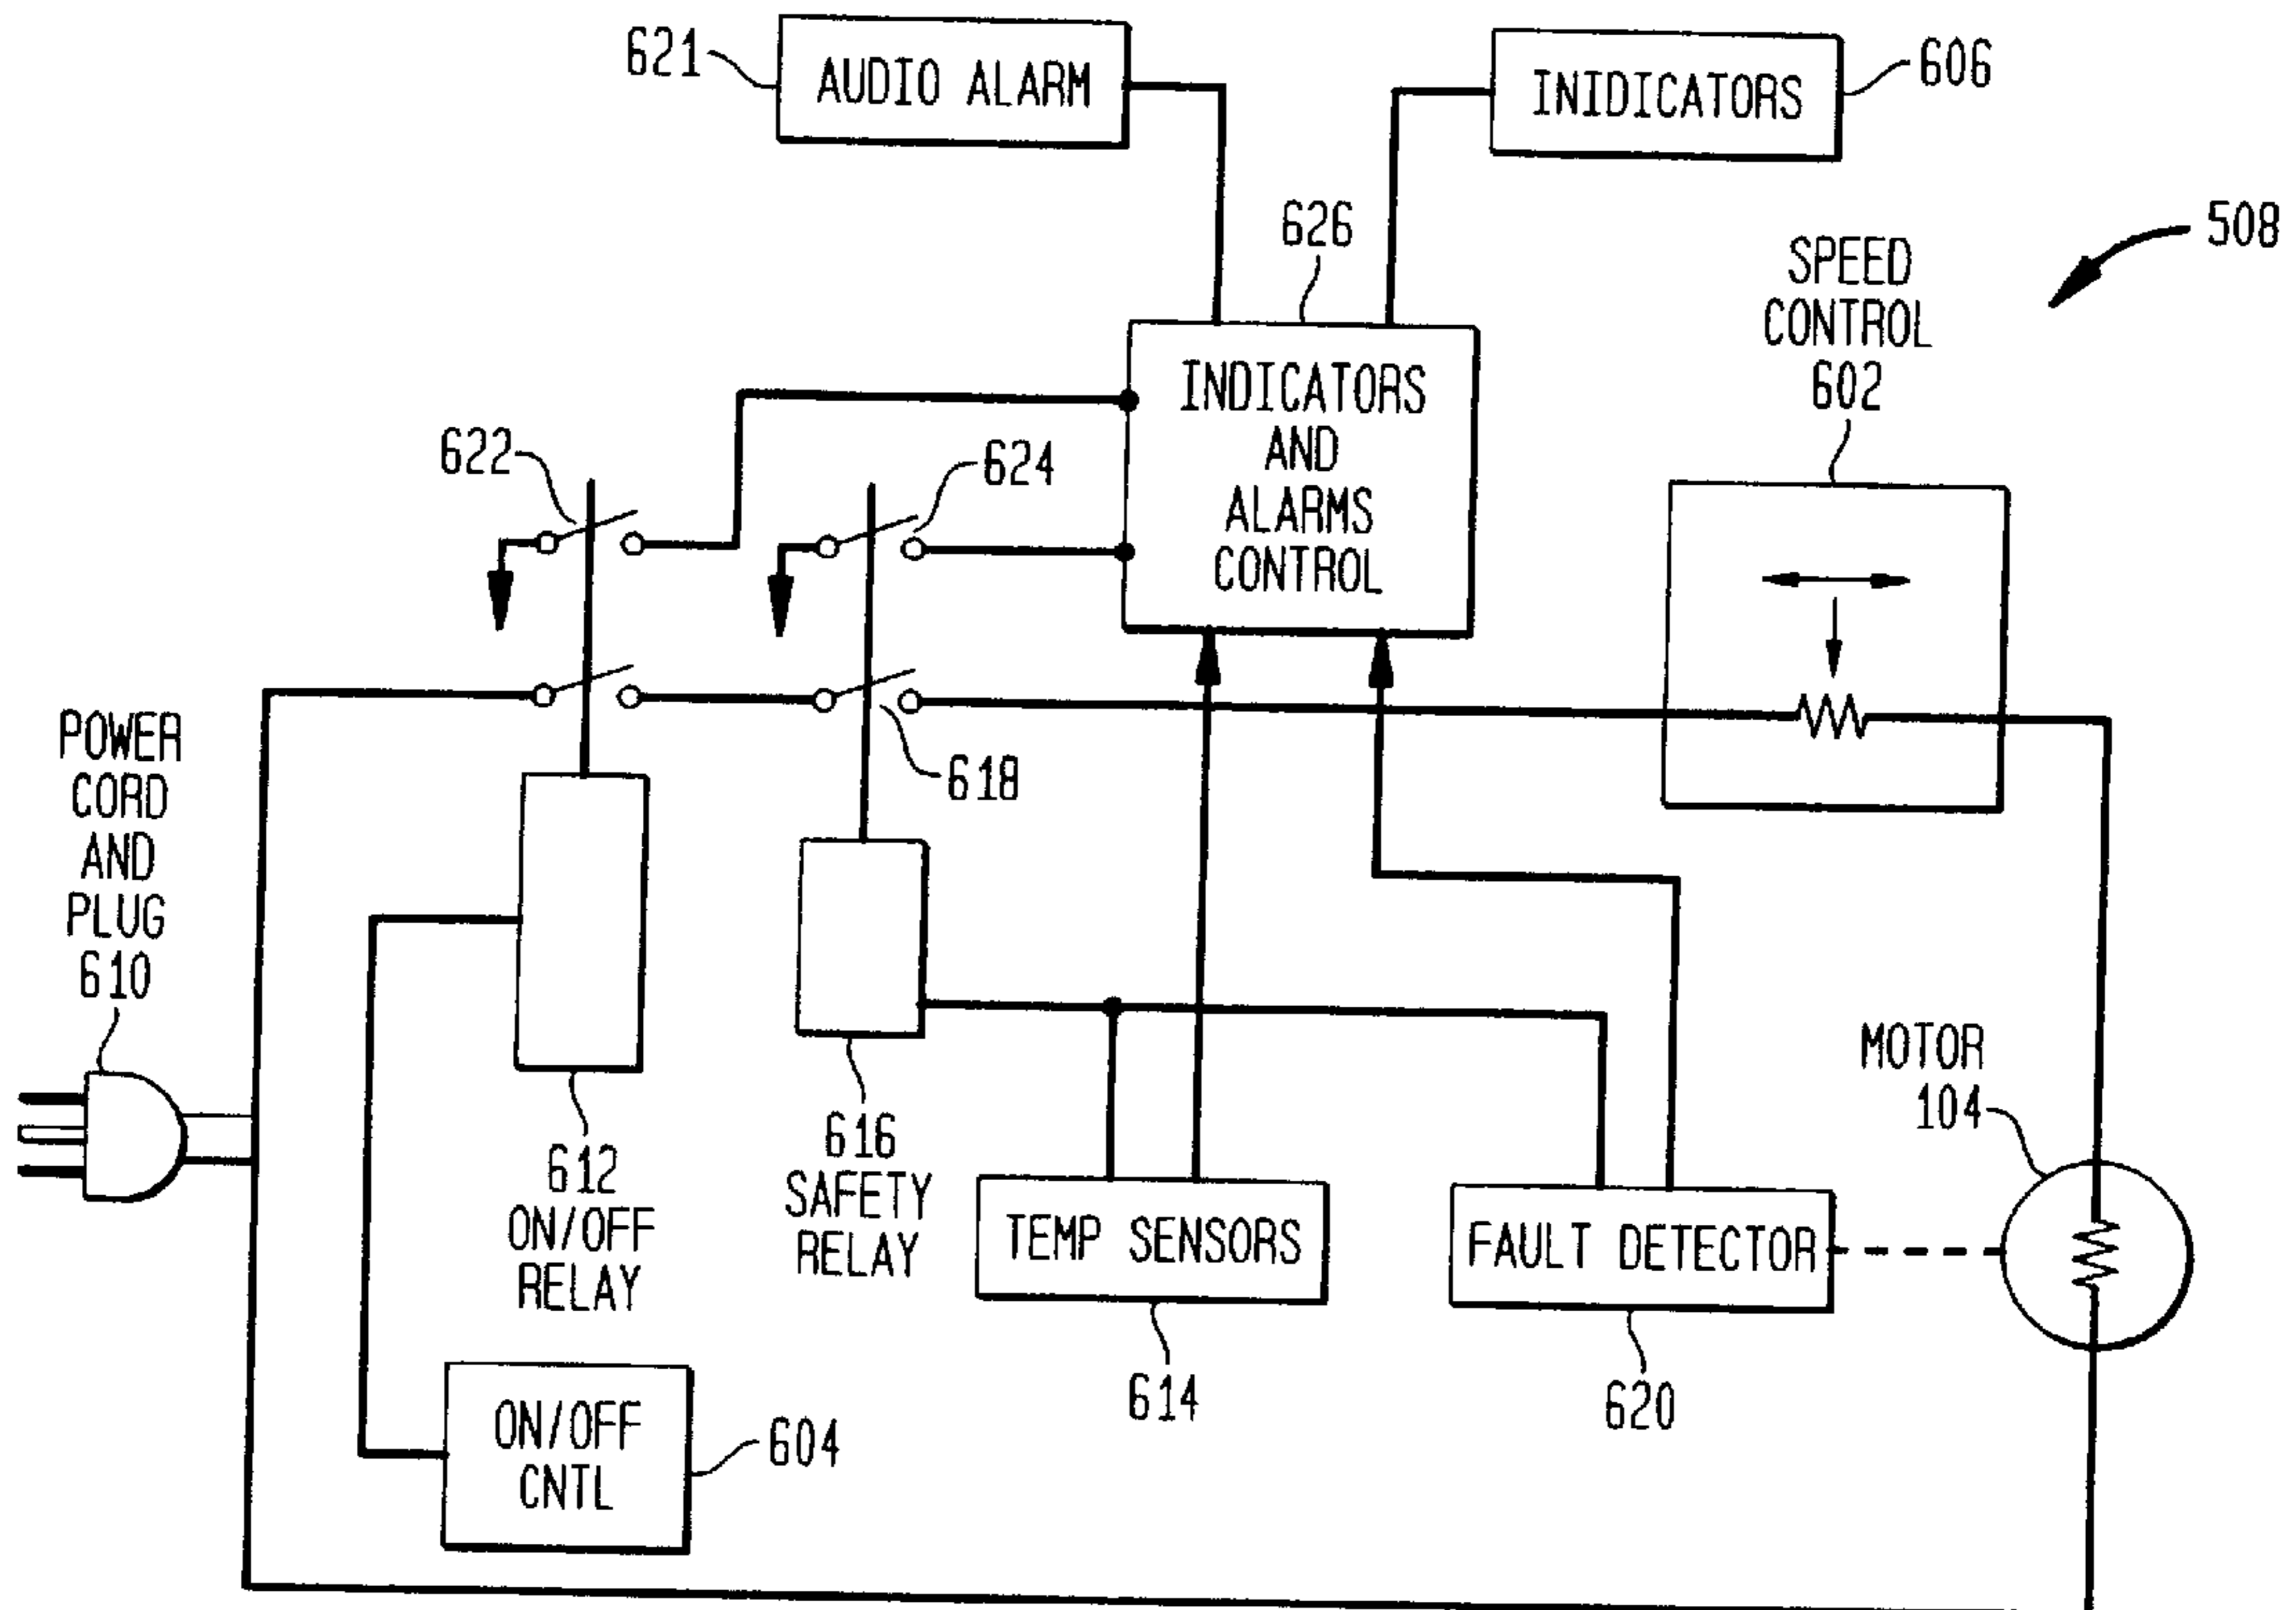 621
AUDIO ALARM
INIDICATORS
606
626
508
SPEED
CONTROL
602
INDICATORS
AND
ALARMS
CONTROL
622
624
618
POWER
CORD
AND
PLUG
610
612
ON/OFF
RELAY
616
SAFETY
RELAY
MOTOR
104
TEMP SENSORS
614
FAULT DETECTOR
620
ON/OFF
CNTL
604